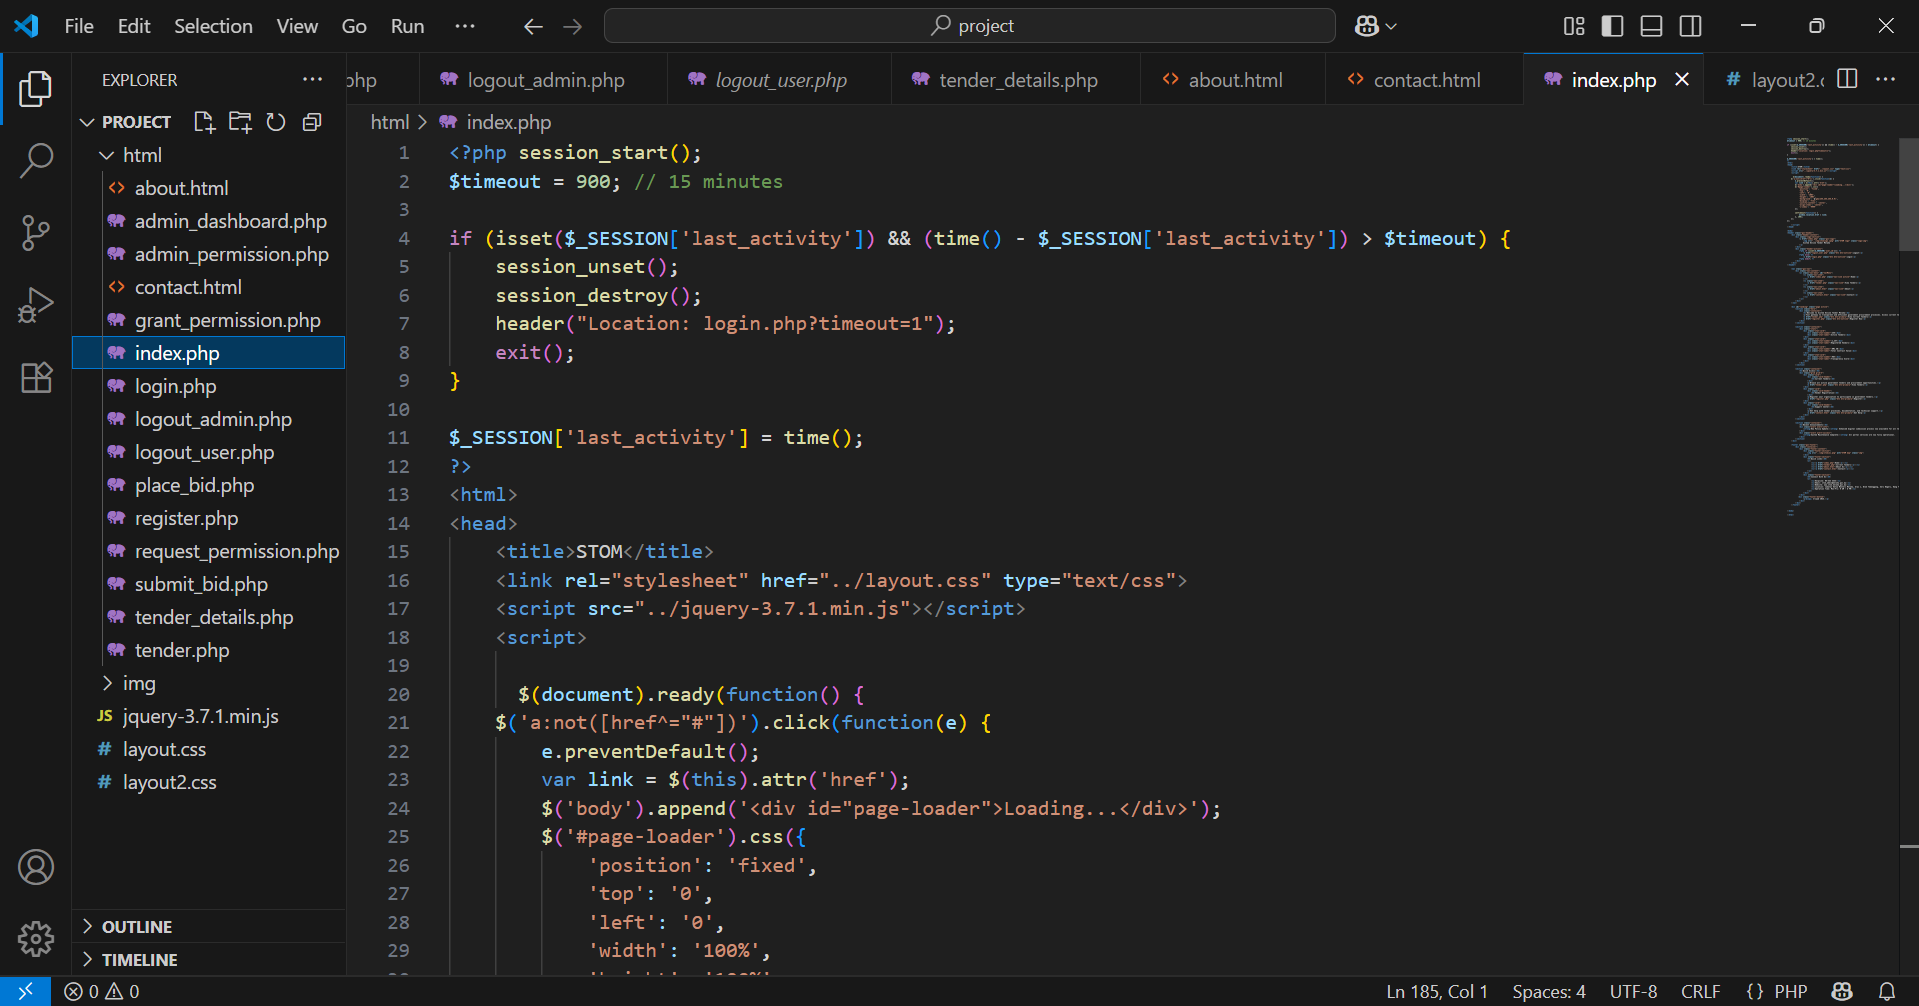 File Edit Selection View Go Run ··· project
EXPLORER ···
php logout_admin.php logout_user.php tender_details.php about.html contact.html index.php # layout2.c ···
PROJECT
html
about.html
admin_dashboard.php
admin_permission.php
contact.html
grant_permission.php
index.php
login.php
logout_admin.php
logout_user.php
place_bid.php
register.php
request_permission.php
submit_bid.php
tender_details.php
tender.php
img
JS jquery-3.7.1.min.js
# layout.css
# layout2.css
OUTLINE
TIMELINE
html > index.php
1 <?php session_start();
2 $timeout = 900; // 15 minutes
3
4 if (isset($_SESSION['last_activity']) && (time() - $_SESSION['last_activity']) > $timeout) {
5     session_unset();
6     session_destroy();
7     header("Location: login.php?timeout=1");
8     exit();
9 }
10
11 $_SESSION['last_activity'] = time();
12 ?>
13 <html>
14 <head>
15     <title>STOM</title>
16     <link rel="stylesheet" href="../layout.css" type="text/css">
17     <script src="../jquery-3.7.1.min.js"></script>
18     <script>
19
20       $(document).ready(function() {
21     $('a:not([href^="#"])').click(function(e) {
22         e.preventDefault();
23         var link = $(this).attr('href');
24         $('body').append('<div id="page-loader">Loading...</div>');
25         $('#page-loader').css({
26             'position': 'fixed',
27             'top': '0',
28             'left': '0',
29             'width': '100%',
0 0 Ln 185, Col 1 Spaces: 4 UTF-8 CRLF {} PHP